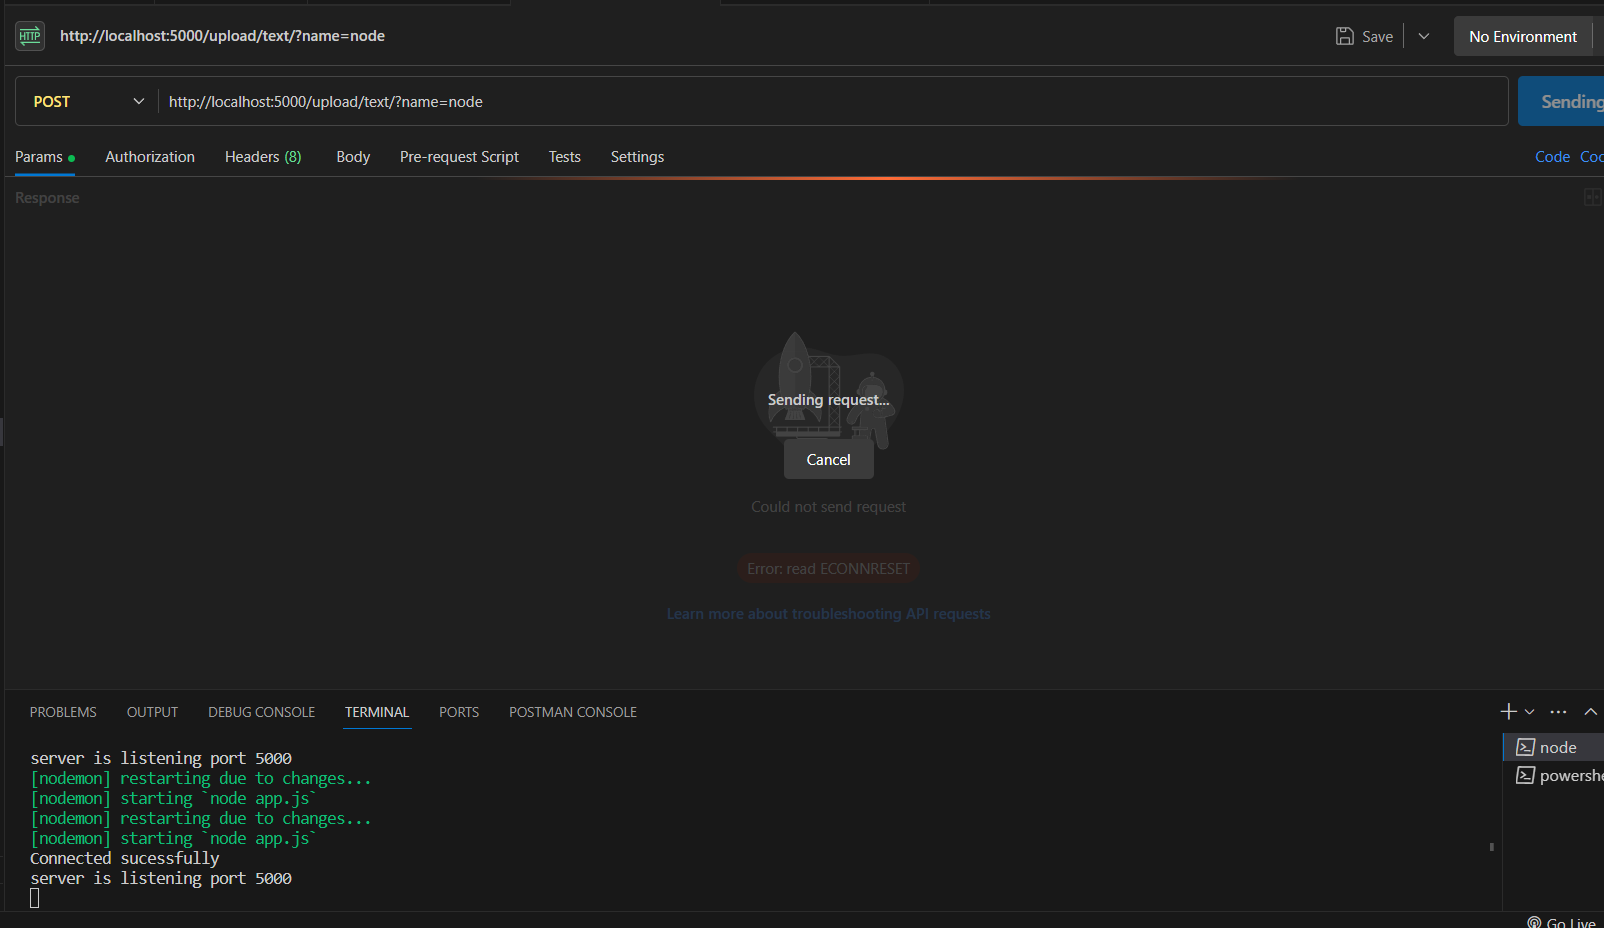 HTTP http://localhost:5000/upload/text/?name=node Save No Environment
POST http://localhost:5000/upload/text/?name=node Sending
Params Authorization Headers (8) Body Pre-request Script Tests Settings Code Coo
Response
Sending request...
Cancel
Could not send request
Error: read ECONNRESET
Learn more about troubleshooting API requests
PROBLEMS OUTPUT DEBUG CONSOLE TERMINAL PORTS POSTMAN CONSOLE
server is listening port 5000
[nodemon] restarting due to changes...
[nodemon] starting `node app.js`
[nodemon] restarting due to changes...
[nodemon] starting `node app.js`
Connected sucessfully
server is listening port 5000
node
powershe
Go Live